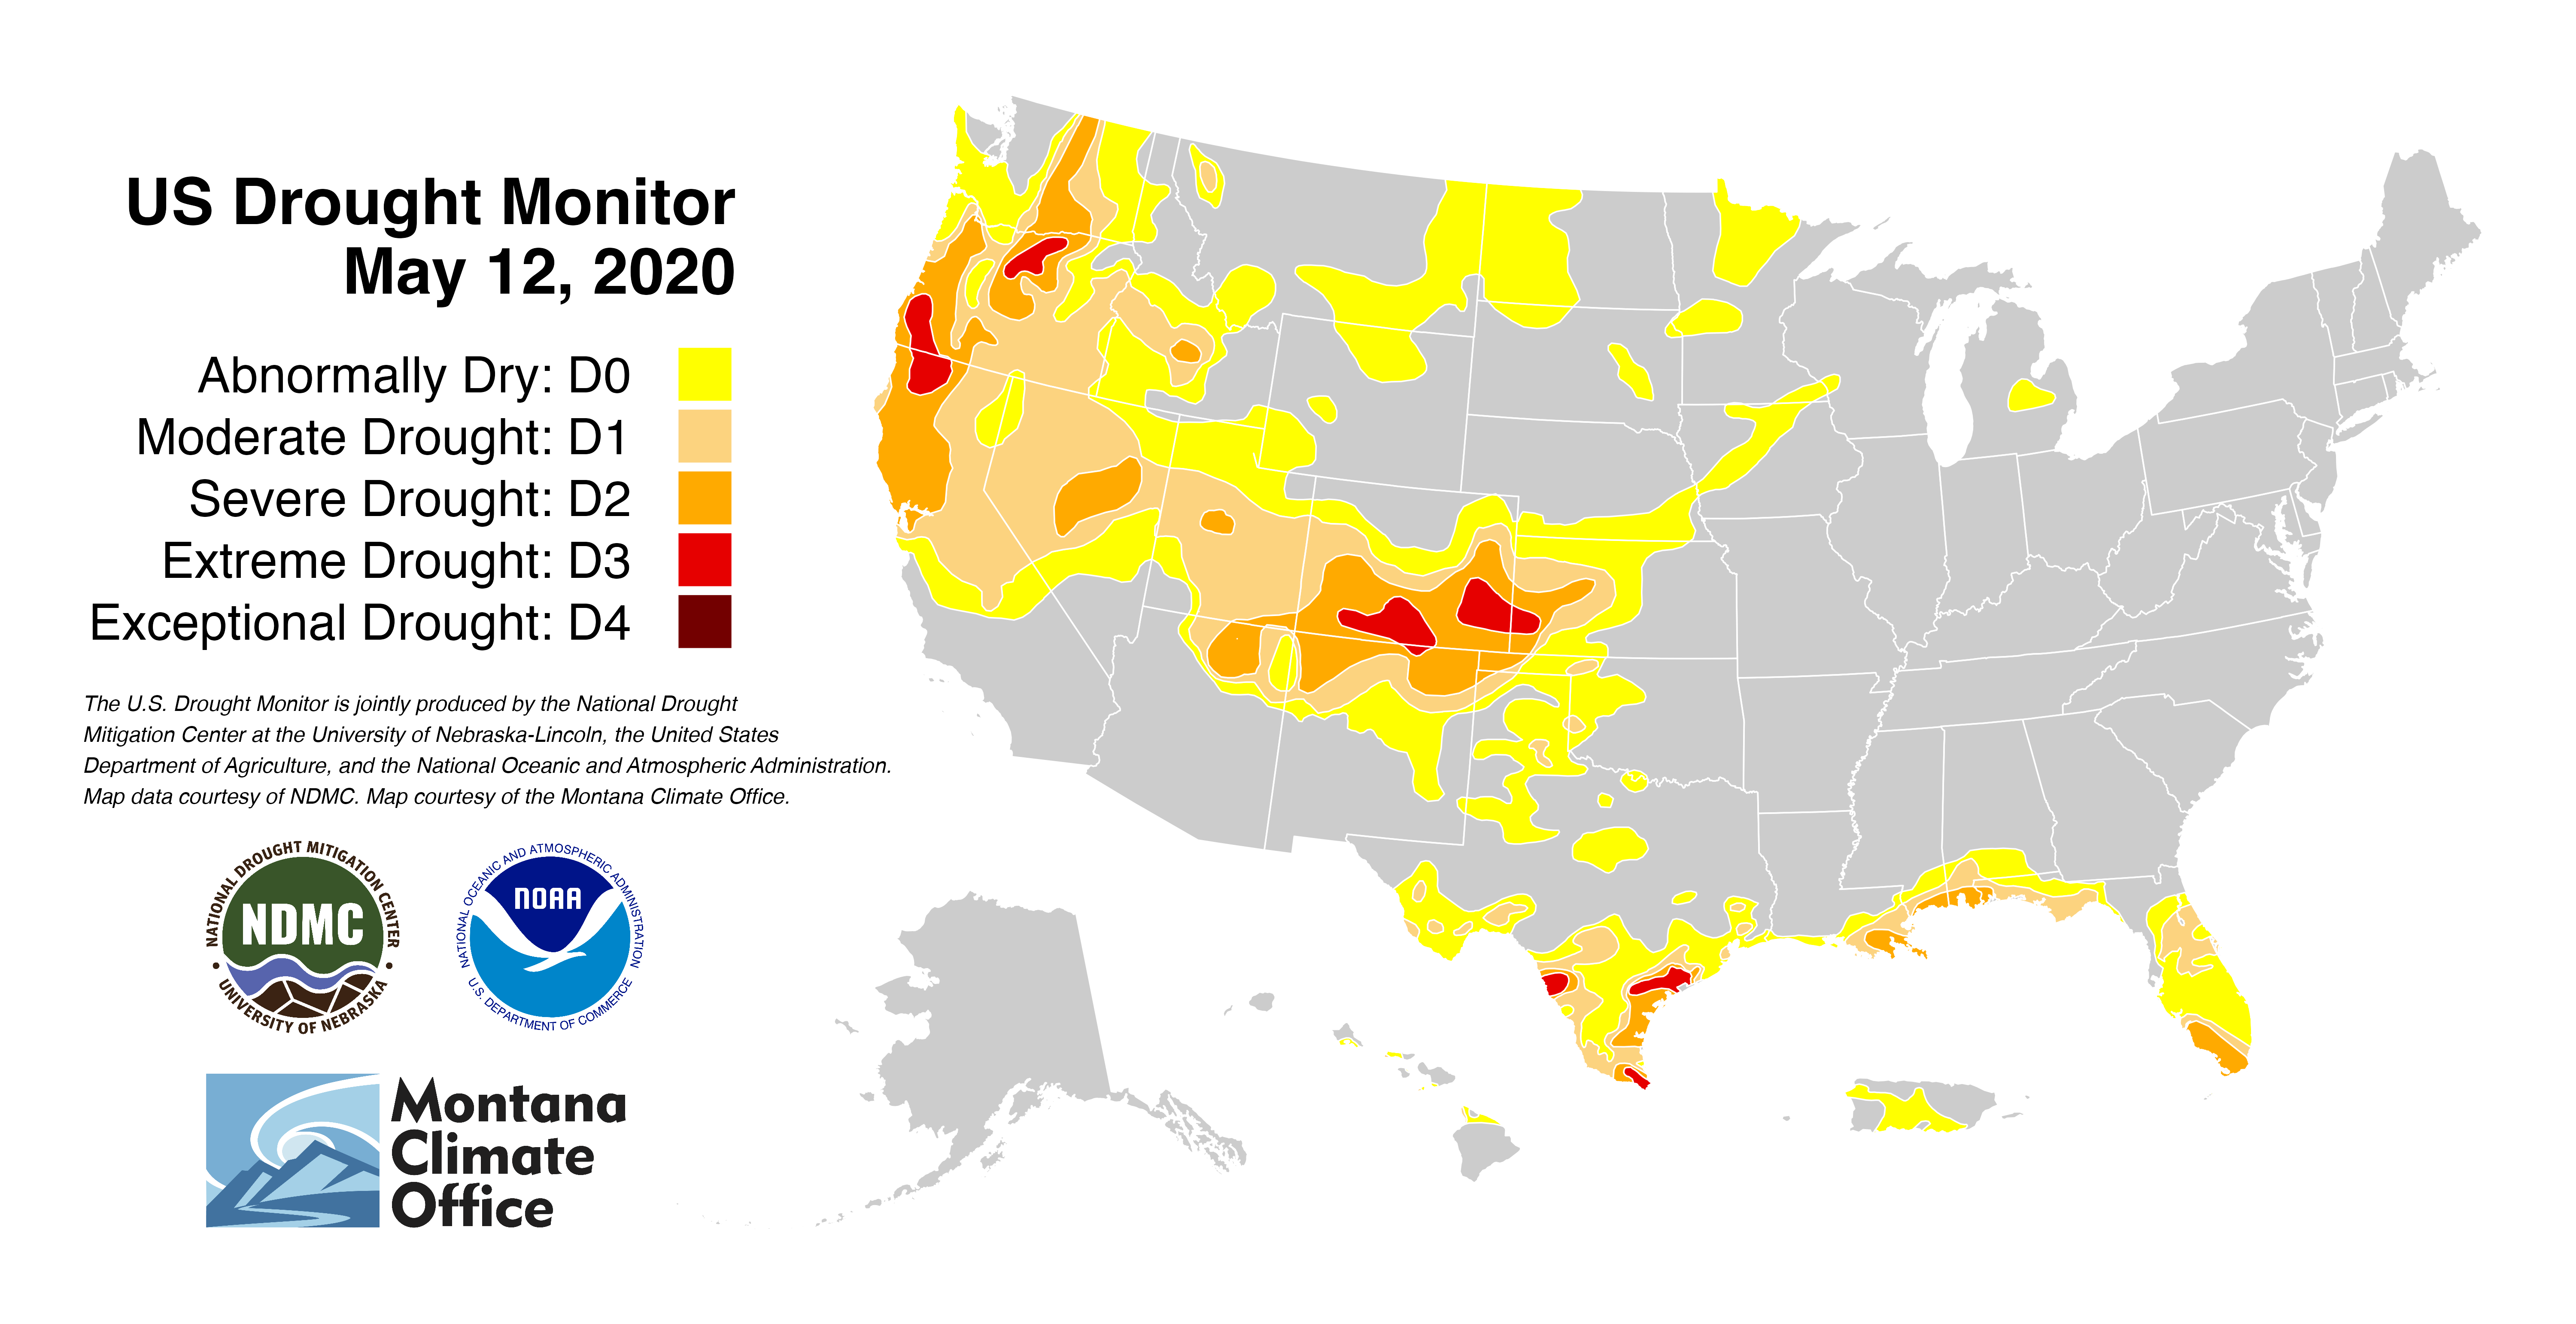 US Drought Monitor
May 12, 2020
Abnormally Dry: D0
Moderate Drought: D1
Severe Drought: D2
Extreme Drought: D3
Exceptional Drought: D4
The U.S. Drought Monitor is jointly produced by the National Drought
Mitigation Center at the University of Nebraska-Lincoln, the United States
Department of Agriculture, and the National Oceanic and Atmospheric Administration.
Map data courtesy of NDMC. Map courtesy of the Montana Climate Office.
NATIONAL DROUGHT MITIGATION CENTER
NDMC
• UNIVERSITY OF NEBRASKA •
NATIONAL OCEANIC AND ATMOSPHERIC ADMINISTRATION
NOAA
U.S. DEPARTMENT OF COMMERCE
Montana
Climate
Office